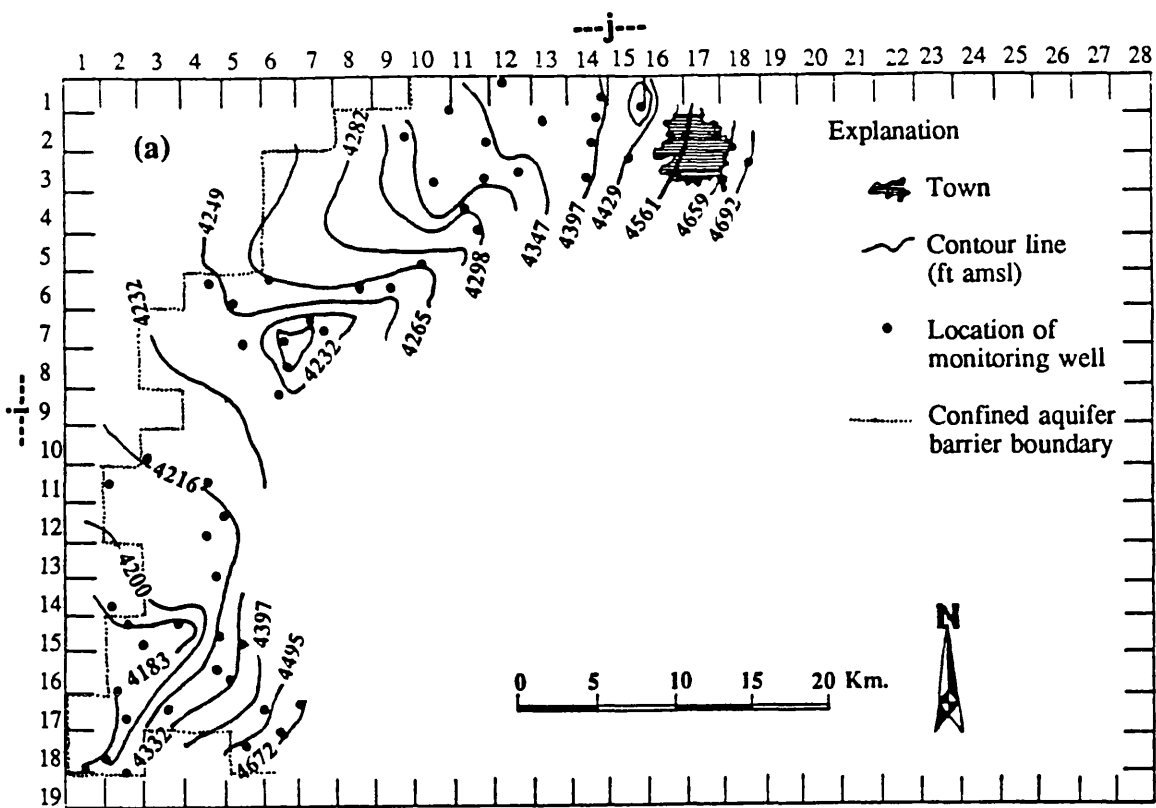 ---j---
1 2 3 4 5 6 7 8 9 10 11 12 13 14 15 16 17 18 19 20 21 22 23 24 25 26 27 28
---i---
1
2
3
4
5
6
7
8
9
10
11
12
13
14
15
16
17
18
19
(a)
4282
4249
4232
4347
4397
4429
4561
4659
4692
4298
4265
4232
4216
4200
4183
4397
4495
4332
4672
Explanation
Town
Contour line
(ft amsl)
Location of
monitoring well
Confined aquifer
barrier boundary
N
0 5 10 15 20 Km.